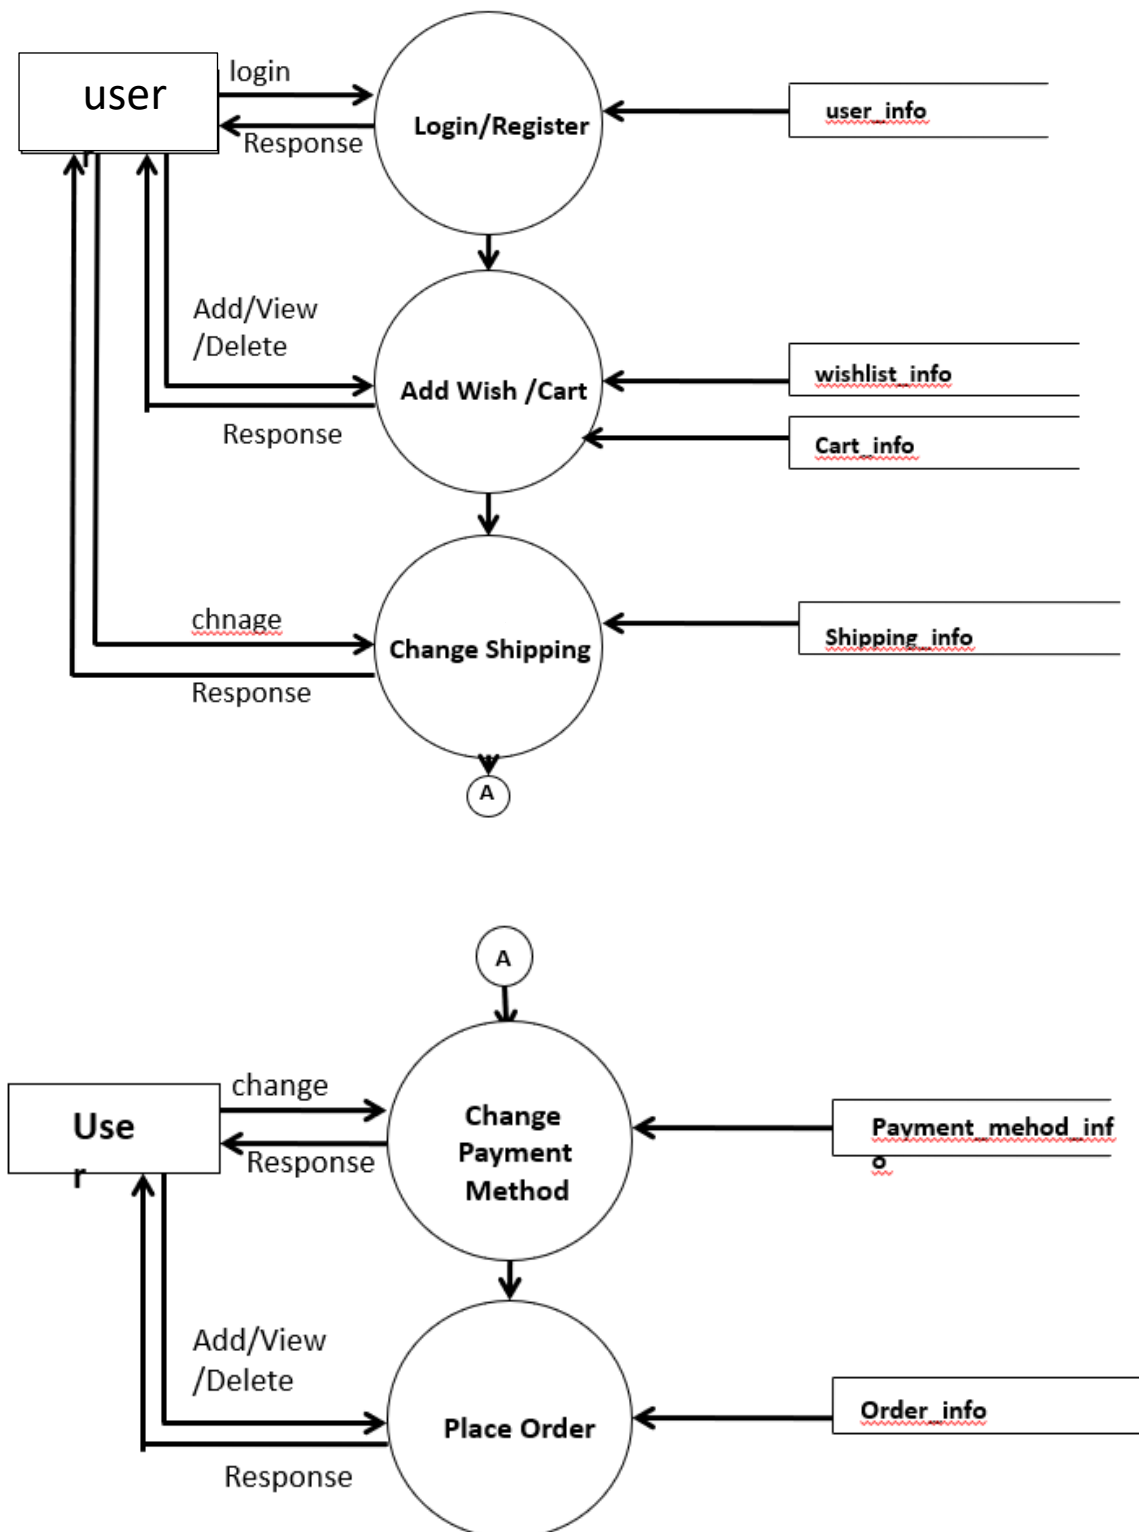 user
r
login
Response
Login/Register
user_info
Add/View
/Delete
Response
Add Wish /Cart
wishlist_info
Cart_info
chnage
Response
Change Shipping
Shipping_info
A
A
Use
r
change
Response
Change
Payment
Method
Payment_mehod_inf
o
Add/View
/Delete
Response
Place Order
Order_info